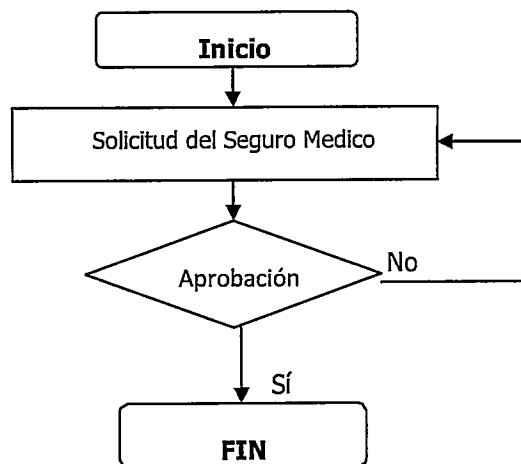 Inicio
Solicitud del Seguro Medico
Aprobación
No
Sí
FIN